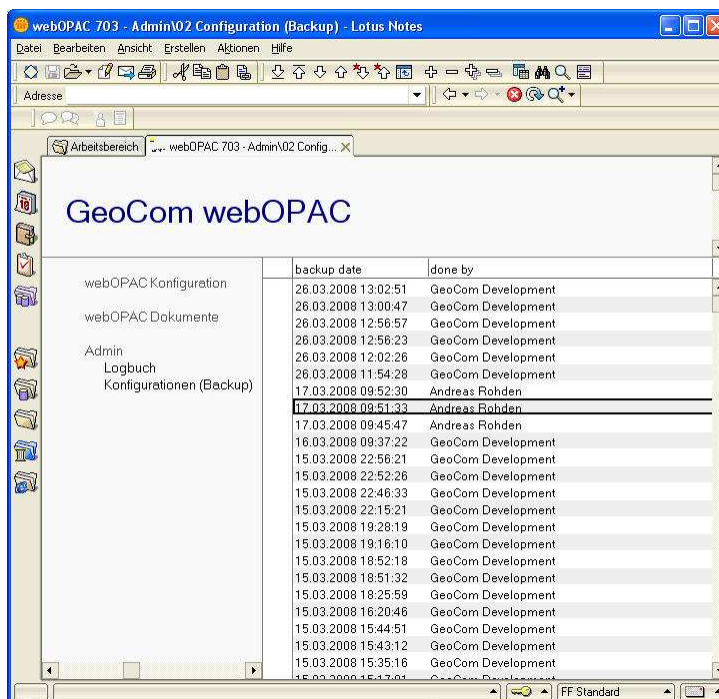 webOPAC 703 - Admin\02 Configuration (Backup) - Lotus Notes
Datei Bearbeiten Ansicht Erstellen Aktionen Hilfe
Adresse
Arbeitsbereich webOPAC 703 - Admin\02 Config...
GeoCom webOPAC
webOPAC Konfiguration
webOPAC Dokumente
Admin
Logbuch
Konfigurationen (Backup)
backup date done by
26.03.2008 13:02:51 GeoCom Development
26.03.2008 13:00:47 GeoCom Development
26.03.2008 12:56:57 GeoCom Development
26.03.2008 12:56:23 GeoCom Development
26.03.2008 12:02:26 GeoCom Development
26.03.2008 11:54:28 GeoCom Development
17.03.2008 09:52:30 Andreas Rohden
17.03.2008 09:51:33 Andreas Rohden
17.03.2008 09:45:47 Andreas Rohden
16.03.2008 09:37:22 GeoCom Development
15.03.2008 22:56:21 GeoCom Development
15.03.2008 22:52:26 GeoCom Development
15.03.2008 22:46:33 GeoCom Development
15.03.2008 22:15:21 GeoCom Development
15.03.2008 19:28:19 GeoCom Development
15.03.2008 19:16:10 GeoCom Development
15.03.2008 18:52:18 GeoCom Development
15.03.2008 18:51:32 GeoCom Development
15.03.2008 18:25:59 GeoCom Development
15.03.2008 16:20:46 GeoCom Development
15.03.2008 15:44:51 GeoCom Development
15.03.2008 15:43:12 GeoCom Development
15.03.2008 15:35:16 GeoCom Development
FF Standard